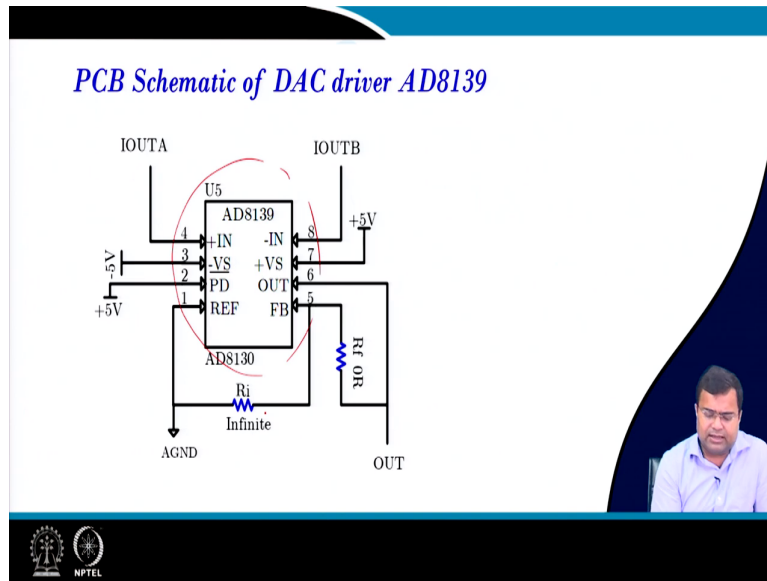 PCB Schematic of DAC driver AD8139
IOUTA
IOUTB
U5
AD8139
+5V
4
+IN
-IN
8
-5V
3
-VS
+VS
7
2
PD
OUT
6
+5V
1
REF
FB
5
AD8130
Rf 0R
Ri
Infinite
AGND
OUT
NPTEL